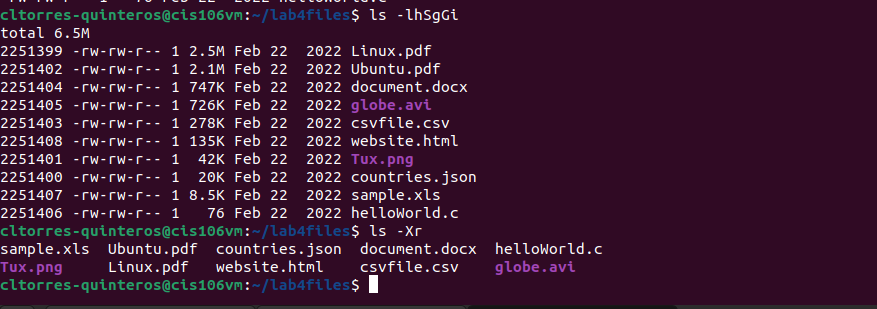 cltorres-quinteros@cis106vm:~/lab4files$ ls -lhSgGi
total 6.5M
2251399 -rw-rw-r-- 1 2.5M Feb 22  2022 Linux.pdf
2251402 -rw-rw-r-- 1 2.1M Feb 22  2022 Ubuntu.pdf
2251404 -rw-rw-r-- 1 747K Feb 22  2022 document.docx
2251405 -rw-rw-r-- 1 726K Feb 22  2022 globe.avi
2251403 -rw-rw-r-- 1 278K Feb 22  2022 csvfile.csv
2251408 -rw-rw-r-- 1 135K Feb 22  2022 website.html
2251401 -rw-rw-r-- 1  42K Feb 22  2022 Tux.png
2251400 -rw-rw-r-- 1  20K Feb 22  2022 countries.json
2251407 -rw-rw-r-- 1 8.5K Feb 22  2022 sample.xls
2251406 -rw-rw-r-- 1   76 Feb 22  2022 helloWorld.c
cltorres-quinteros@cis106vm:~/lab4files$ ls -Xr
sample.xls  Ubuntu.pdf  countries.json  document.docx  helloWorld.c
Tux.png     Linux.pdf   website.html    csvfile.csv    globe.avi
cltorres-quinteros@cis106vm:~/lab4files$